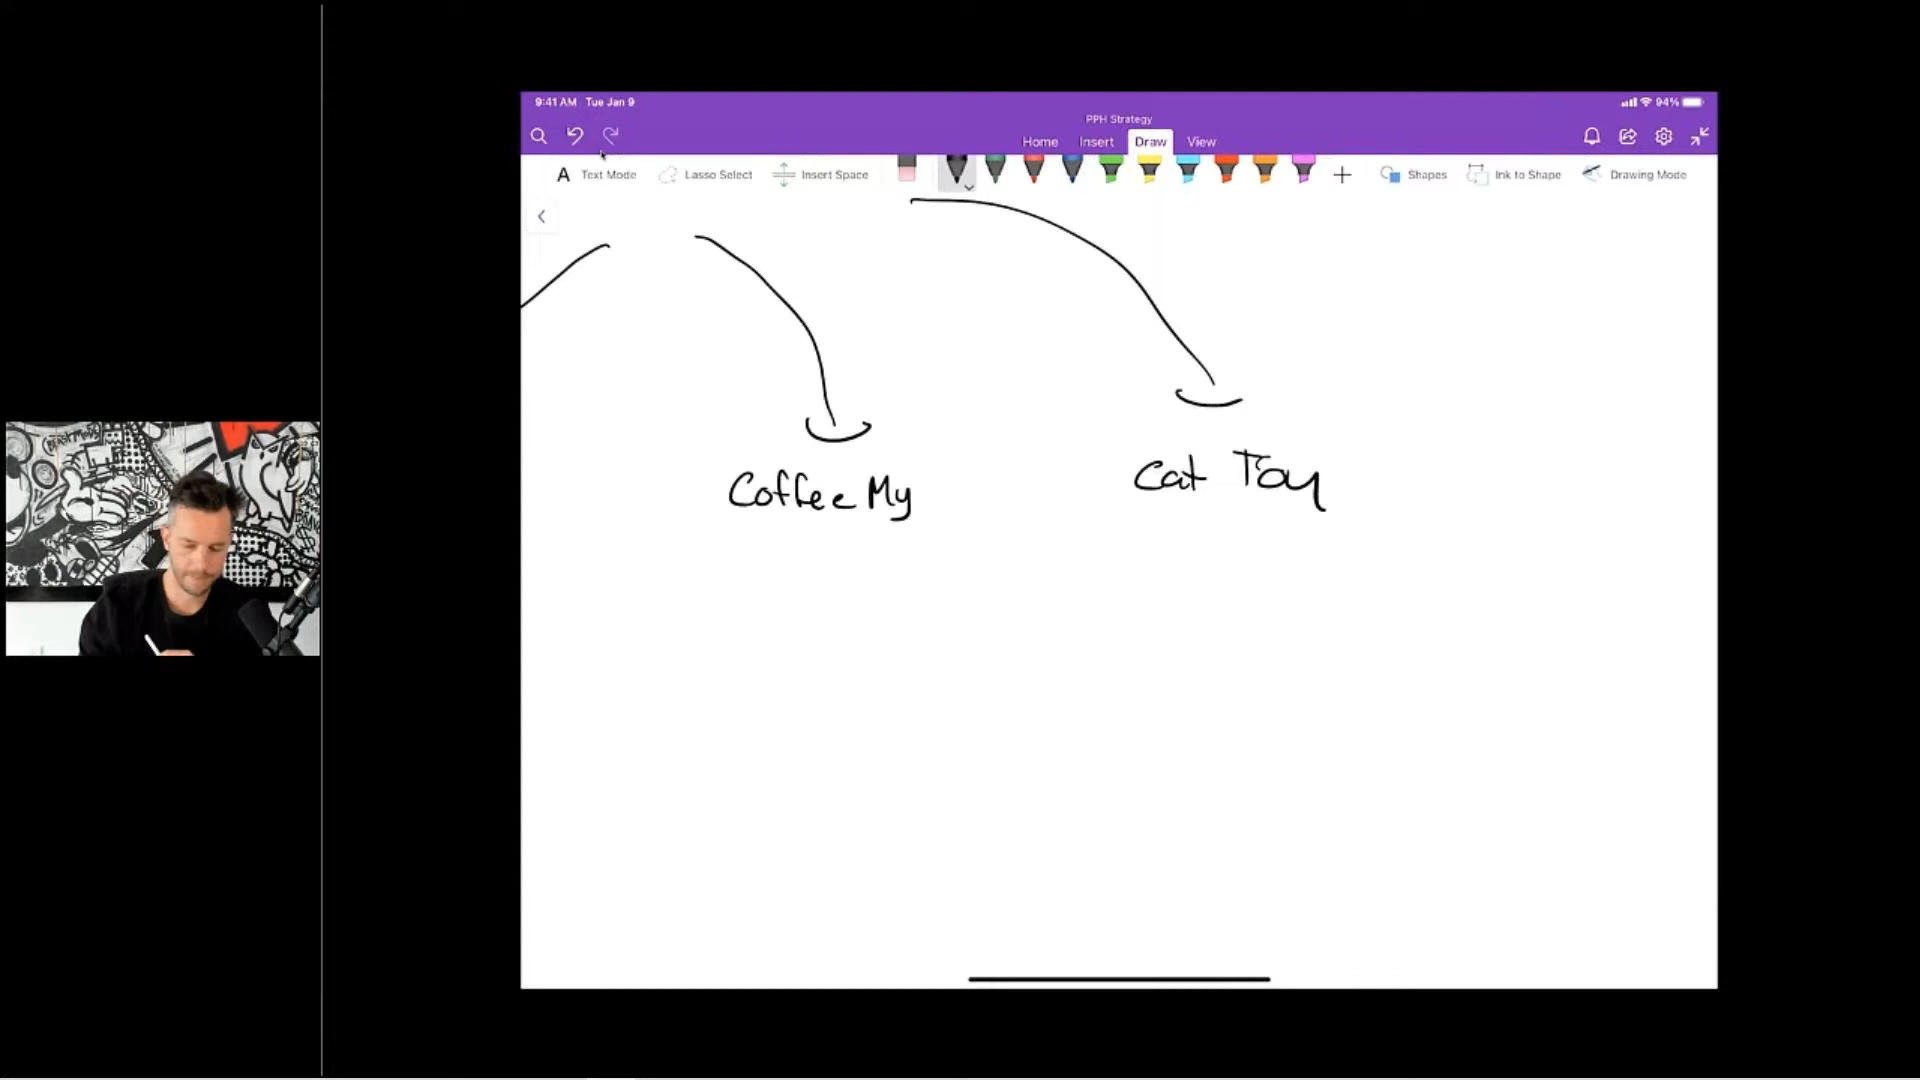 9:41 AM Tue Jan 9
94%
PPH Strategy
Home Insert Draw View
A Text Mode Lasso Select Insert Space Shapes Ink to Shape Drawing Mode
Coffee My
Cat Toy